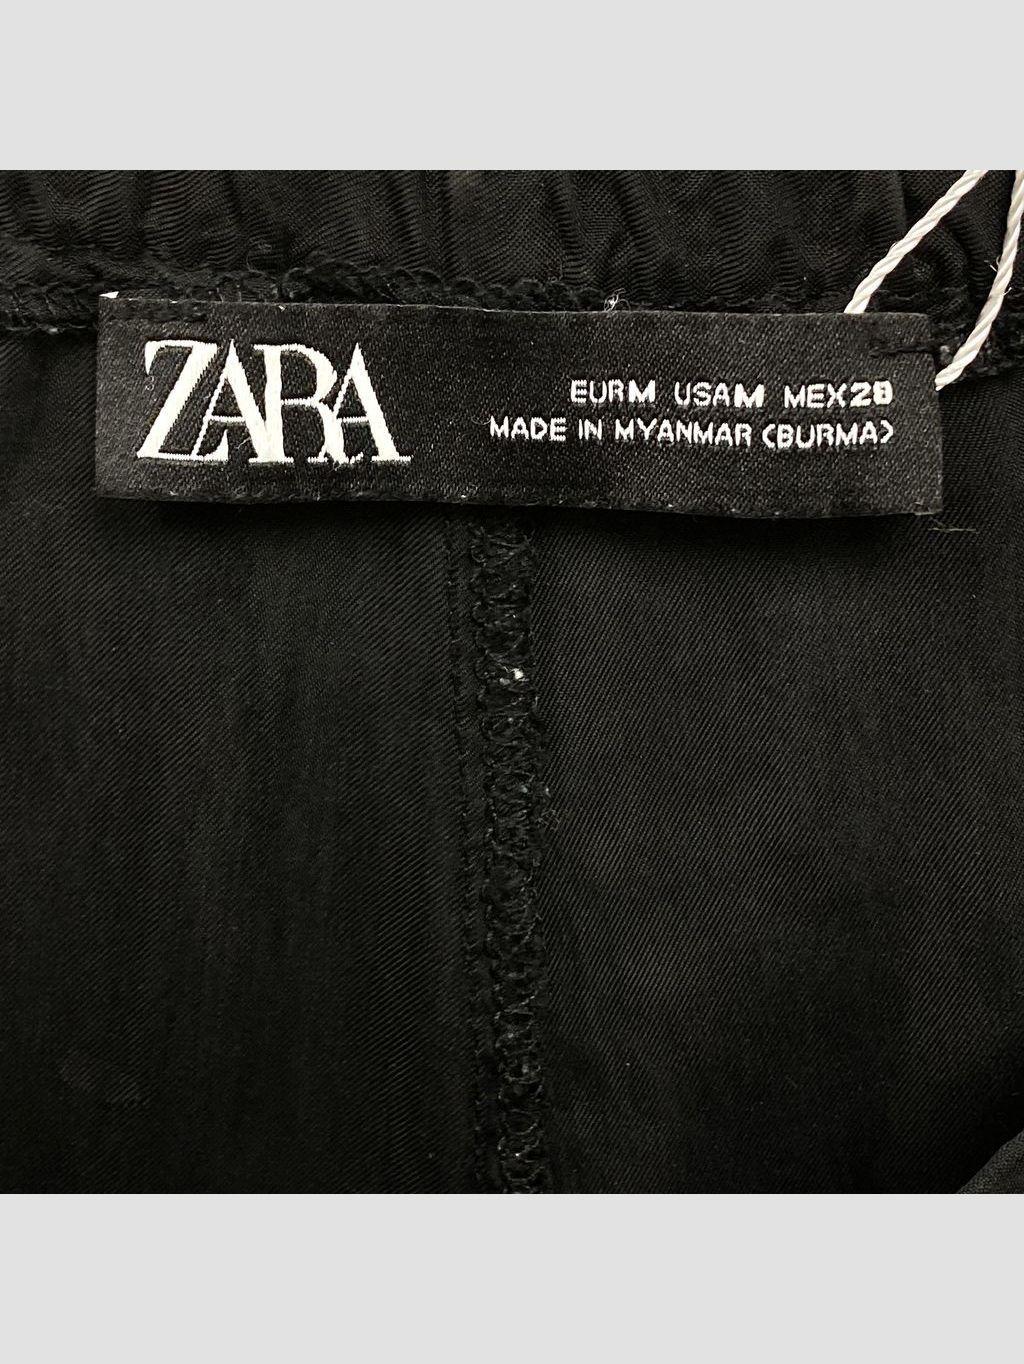 ZARA
EUR M USA M MEX 28
MADE IN MYANMAR (BURMA)